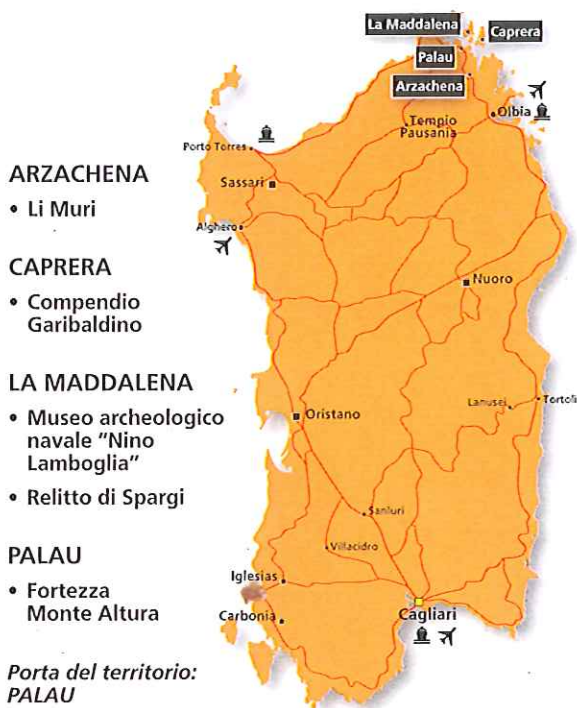 La Maddalena
Caprera
Palau
Arzachena
Olbia
Tempio
Pausania
Porto Torres
Sassari
Alghero
Nuoro
Oristano
Lanusei
Tortolì
Sanluri
Villacidro
Iglesias
Carbonia
Cagliari
ARZACHENA
• Li Muri
CAPRERA
• Compendio
Garibaldino
LA MADDALENA
• Museo archeologico
navale "Nino
Lamboglia"
• Relitto di Spargi
PALAU
• Fortezza
Monte Altura
Porta del territorio:
PALAU